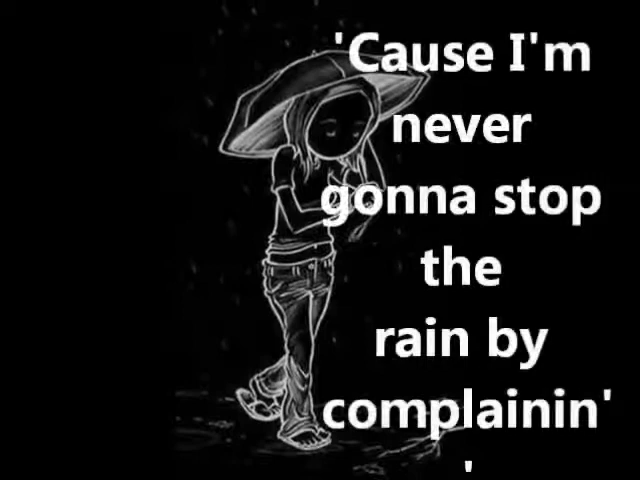 'Cause I'm
never
gonna stop
the
rain by
complainin'
'